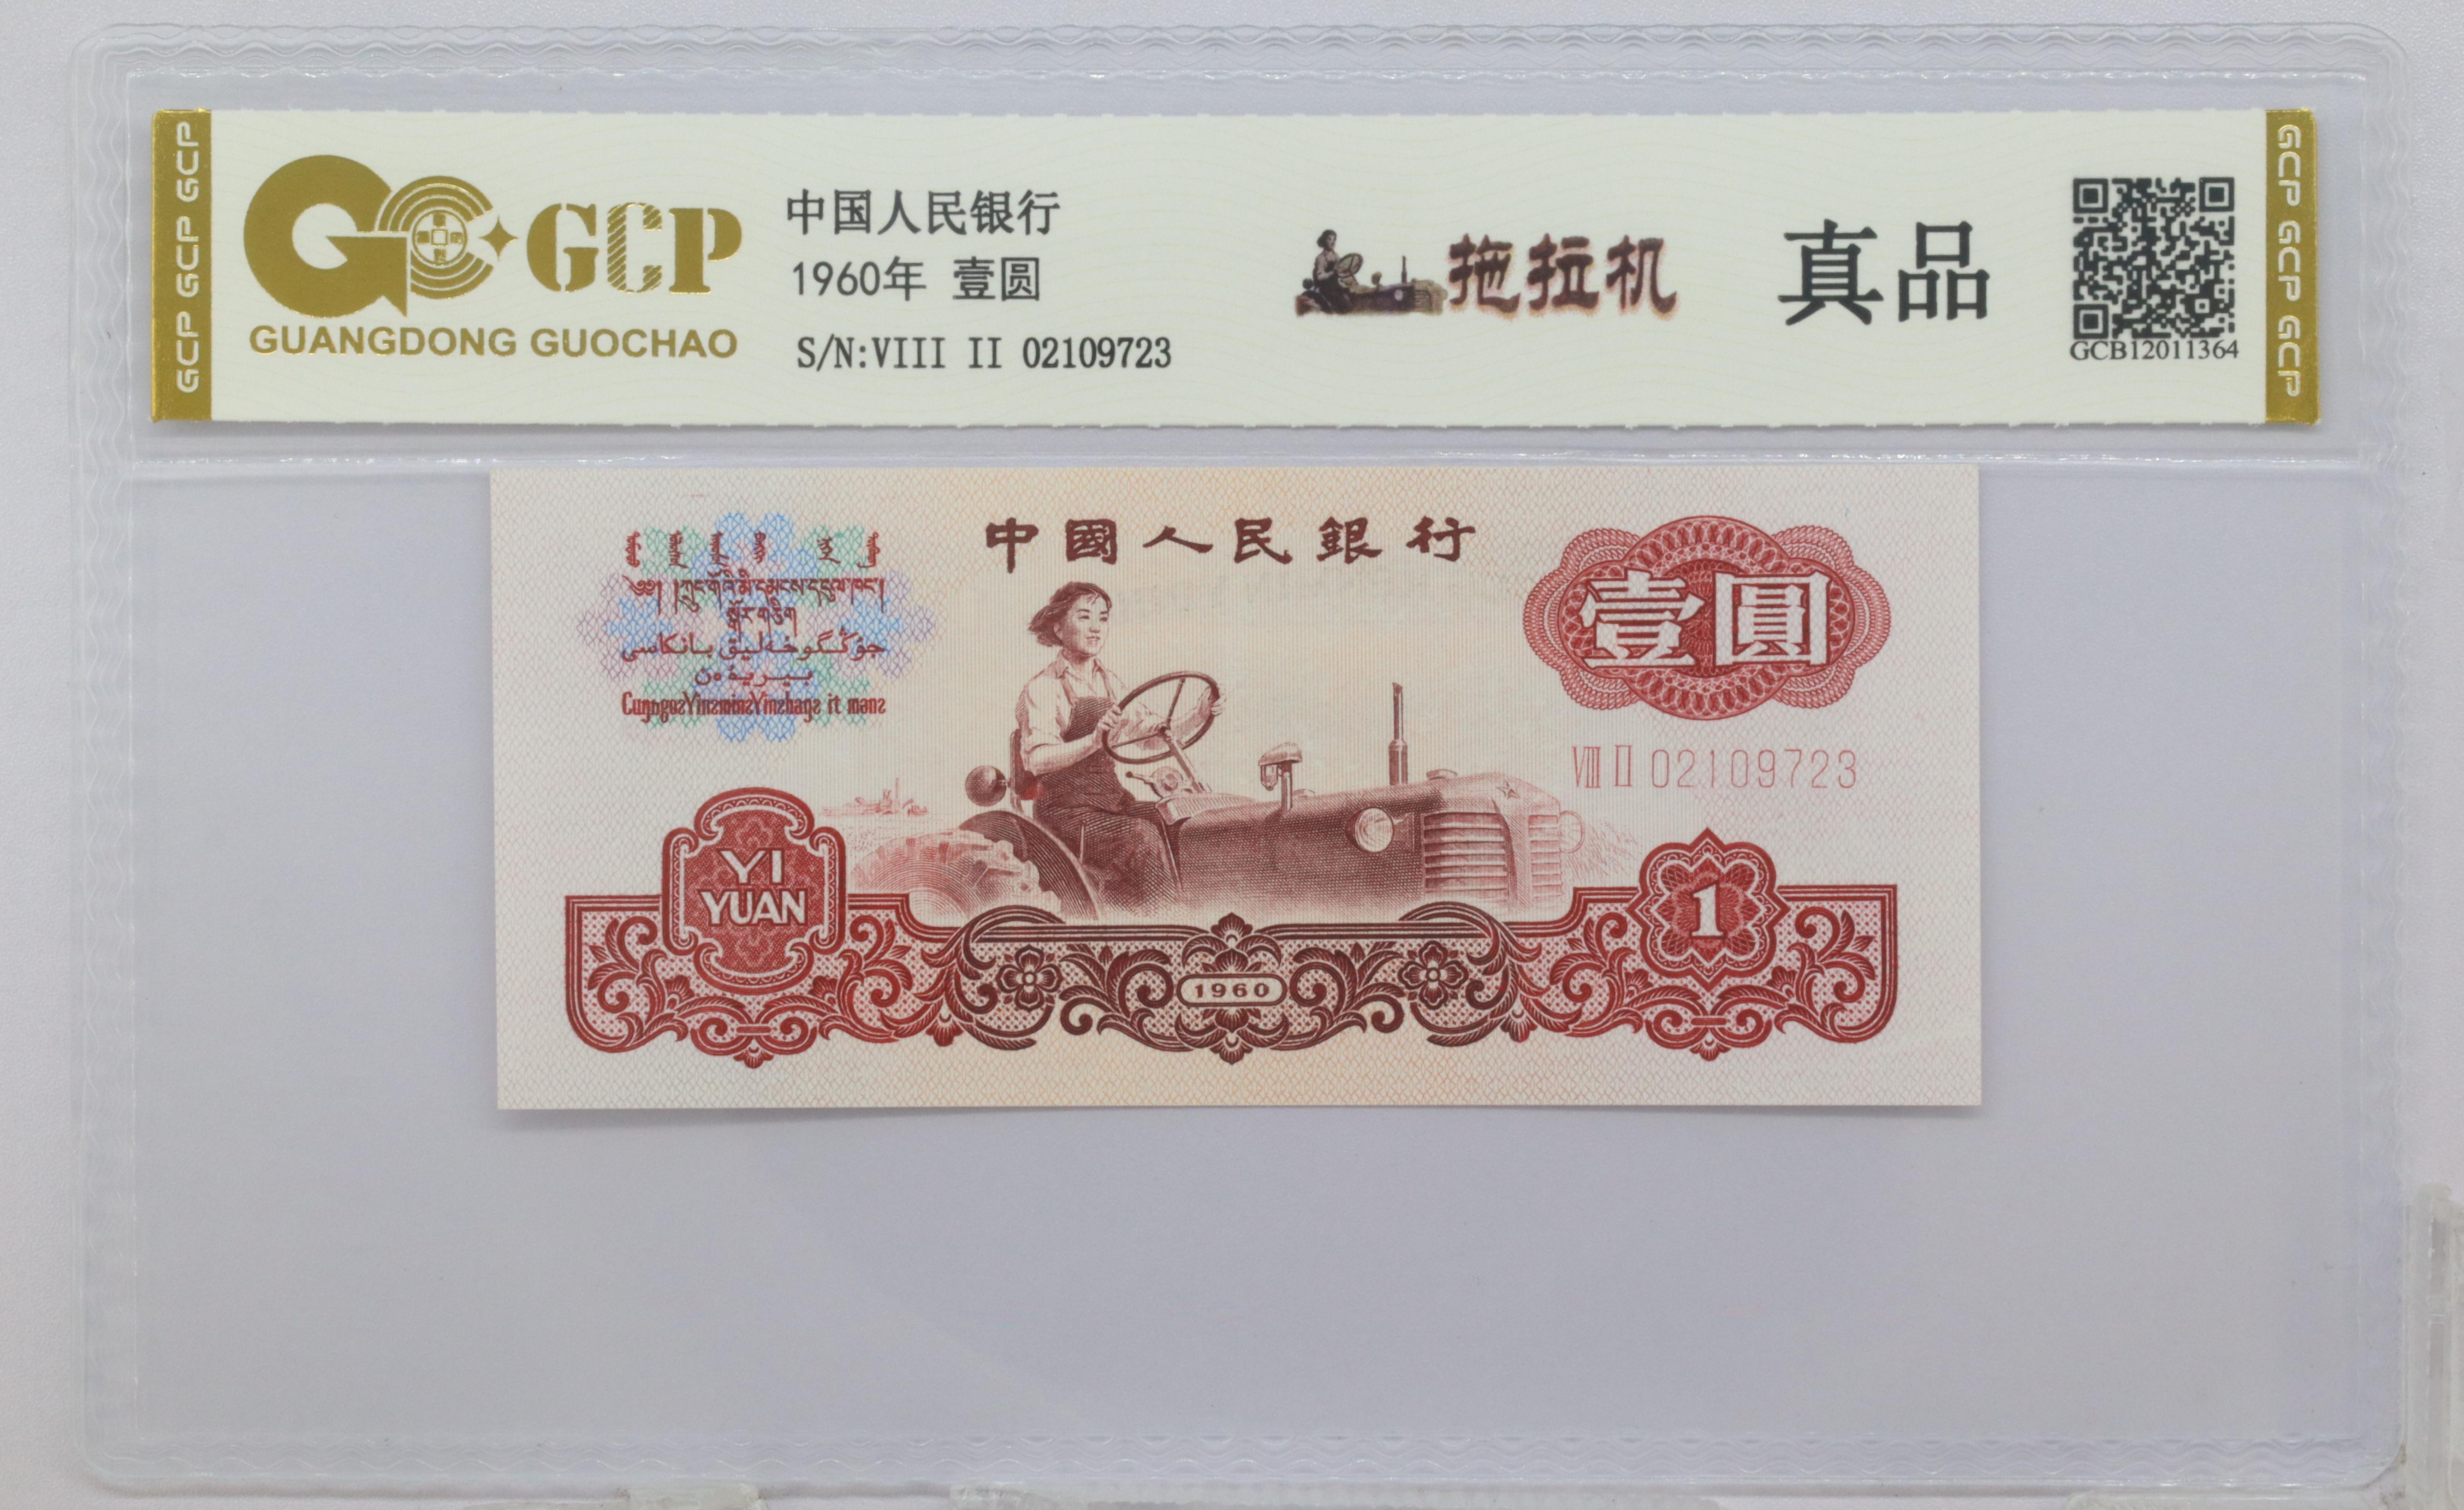 GCP GCP GCP
GCP
GUANGDONG GUOCHAO
中国人民银行
1960年 壹圆
S/N:VIII II 02109723
拖拉机
真品
GCB12011364
GCP GCP GCP
中國人民銀行
壹圓
VIII II 02109723
YI
YUAN
1960
1